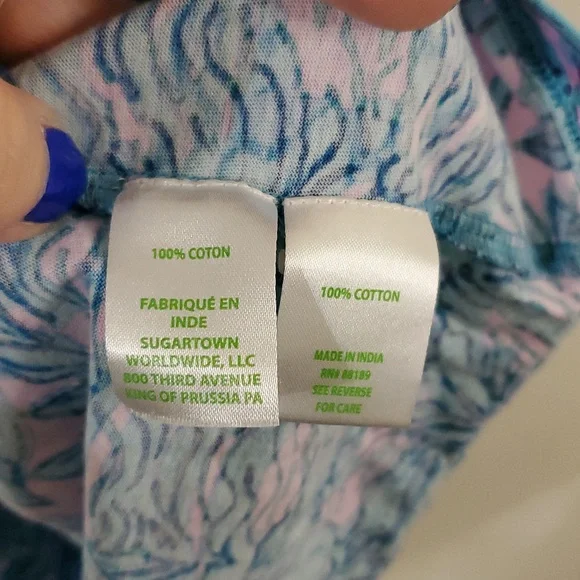 100% COTON
FABRIQUÉ EN
INDE
SUGARTOWN
WORLDWIDE, LLC
800 THIRD AVENUE
KING OF PRUSSIA PA
100% COTTON
MADE IN INDIA
RN# 88189
SEE REVERSE
FOR CARE